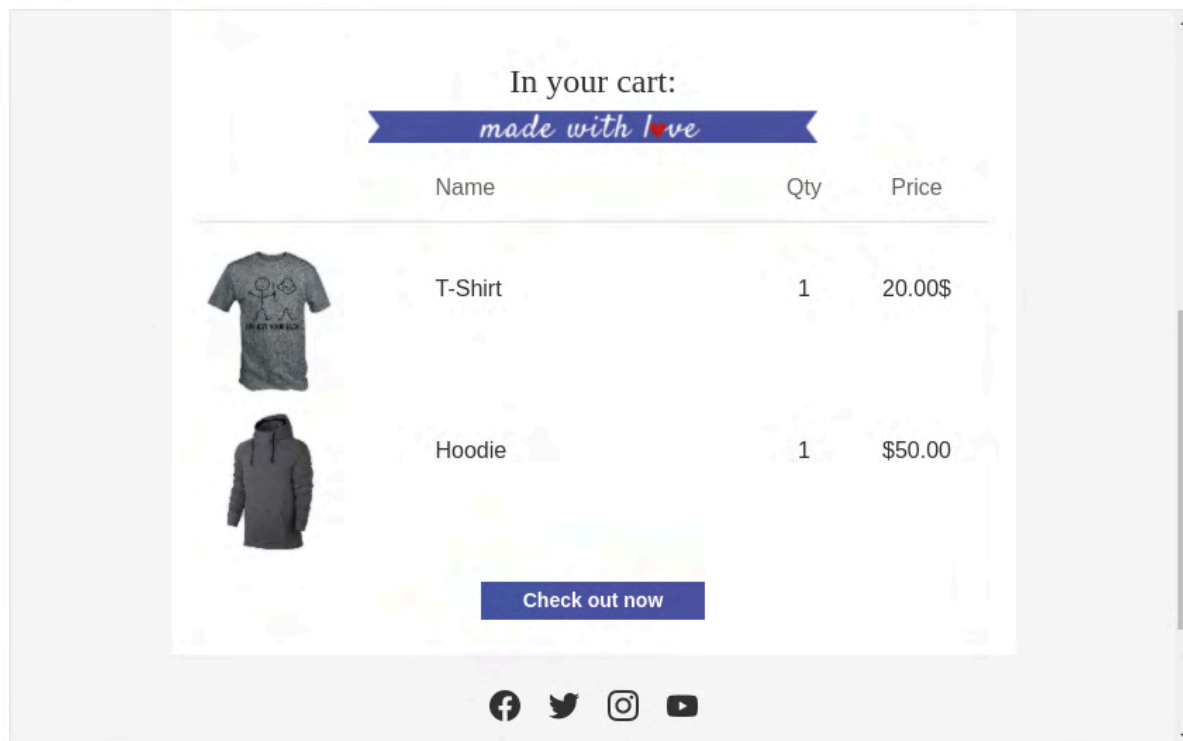 In your cart:
made with love
Name Qty Price
T-Shirt 1 20.00$
Hoodie 1 $50.00
Check out now